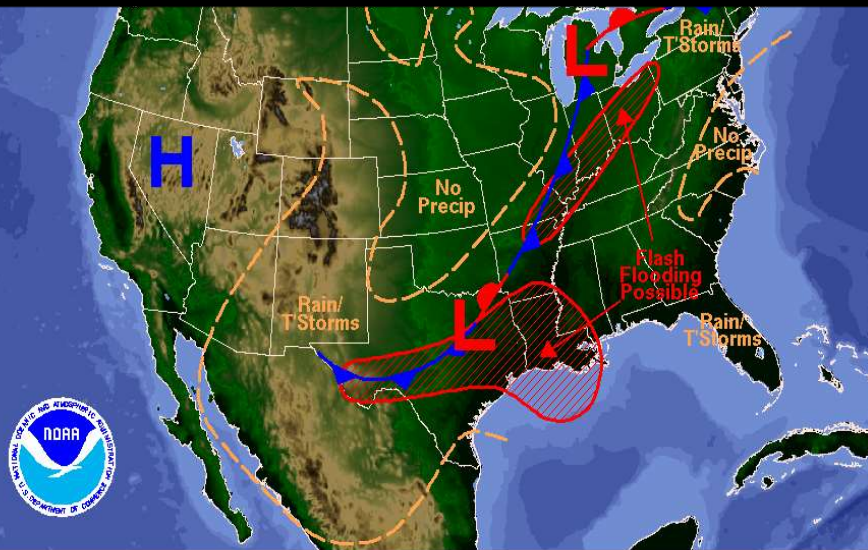 Rain/
T'Storms
L
H
No
Precip
No
Precip
Flash
Flooding
Possible
Rain/
T'Storms
L
Rain/
T'Storms
NOAA
NATIONAL OCEANIC AND ATMOSPHERIC ADMINISTRATION
U.S. DEPARTMENT OF COMMERCE